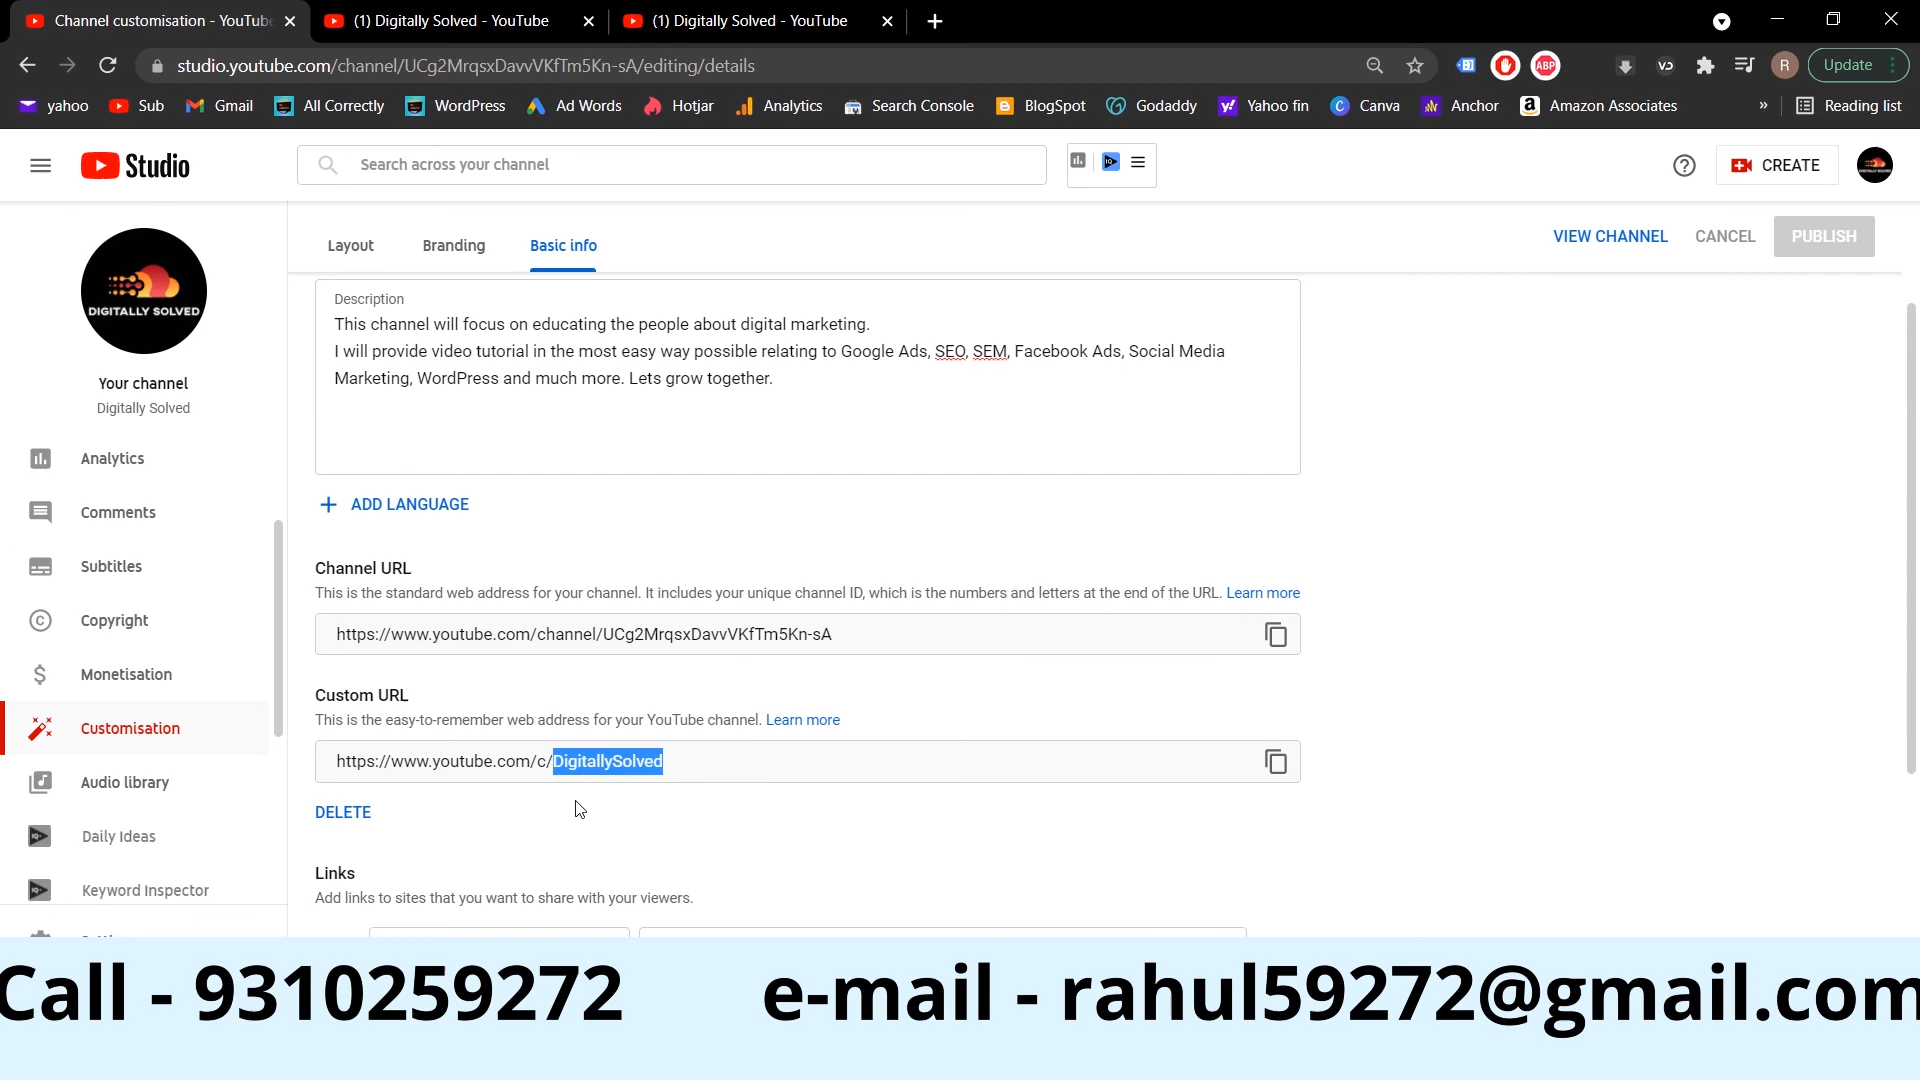 Channel customisation - YouTube
(1) Digitally Solved - YouTube
(1) Digitally Solved - YouTube
studio.youtube.com/channel/UCg2MrqsxDavvVKfTm5Kn-sA/editing/details
ABP
VD
R
Update
yahoo
Sub
Gmail
All Correctly
WordPress
Ad Words
Hotjar
Analytics
Search Console
BlogSpot
Godaddy
Yahoo fin
Canva
Anchor
Amazon Associates
»
Reading list
Studio
Search across your channel
CREATE
DIGITALLY SOLVED
Your channel
Digitally Solved
Analytics
Comments
Subtitles
Copyright
Monetisation
Customisation
Audio library
Daily Ideas
Keyword Inspector
Layout
Branding
Basic info
VIEW CHANNEL
CANCEL
PUBLISH
Description
This channel will focus on educating the people about digital marketing.
I will provide video tutorial in the most easy way possible relating to Google Ads, SEO, SEM, Facebook Ads, Social Media
Marketing, WordPress and much more. Lets grow together.
ADD LANGUAGE
Channel URL
This is the standard web address for your channel. It includes your unique channel ID, which is the numbers and letters at the end of the URL. Learn more
https://www.youtube.com/channel/UCg2MrqsxDavvVKfTm5Kn-sA
Custom URL
This is the easy-to-remember web address for your YouTube channel. Learn more
https://www.youtube.com/c/DigitallySolved
DELETE
Links
Add links to sites that you want to share with your viewers.
Call - 9310259272
e-mail - rahul59272@gmail.com